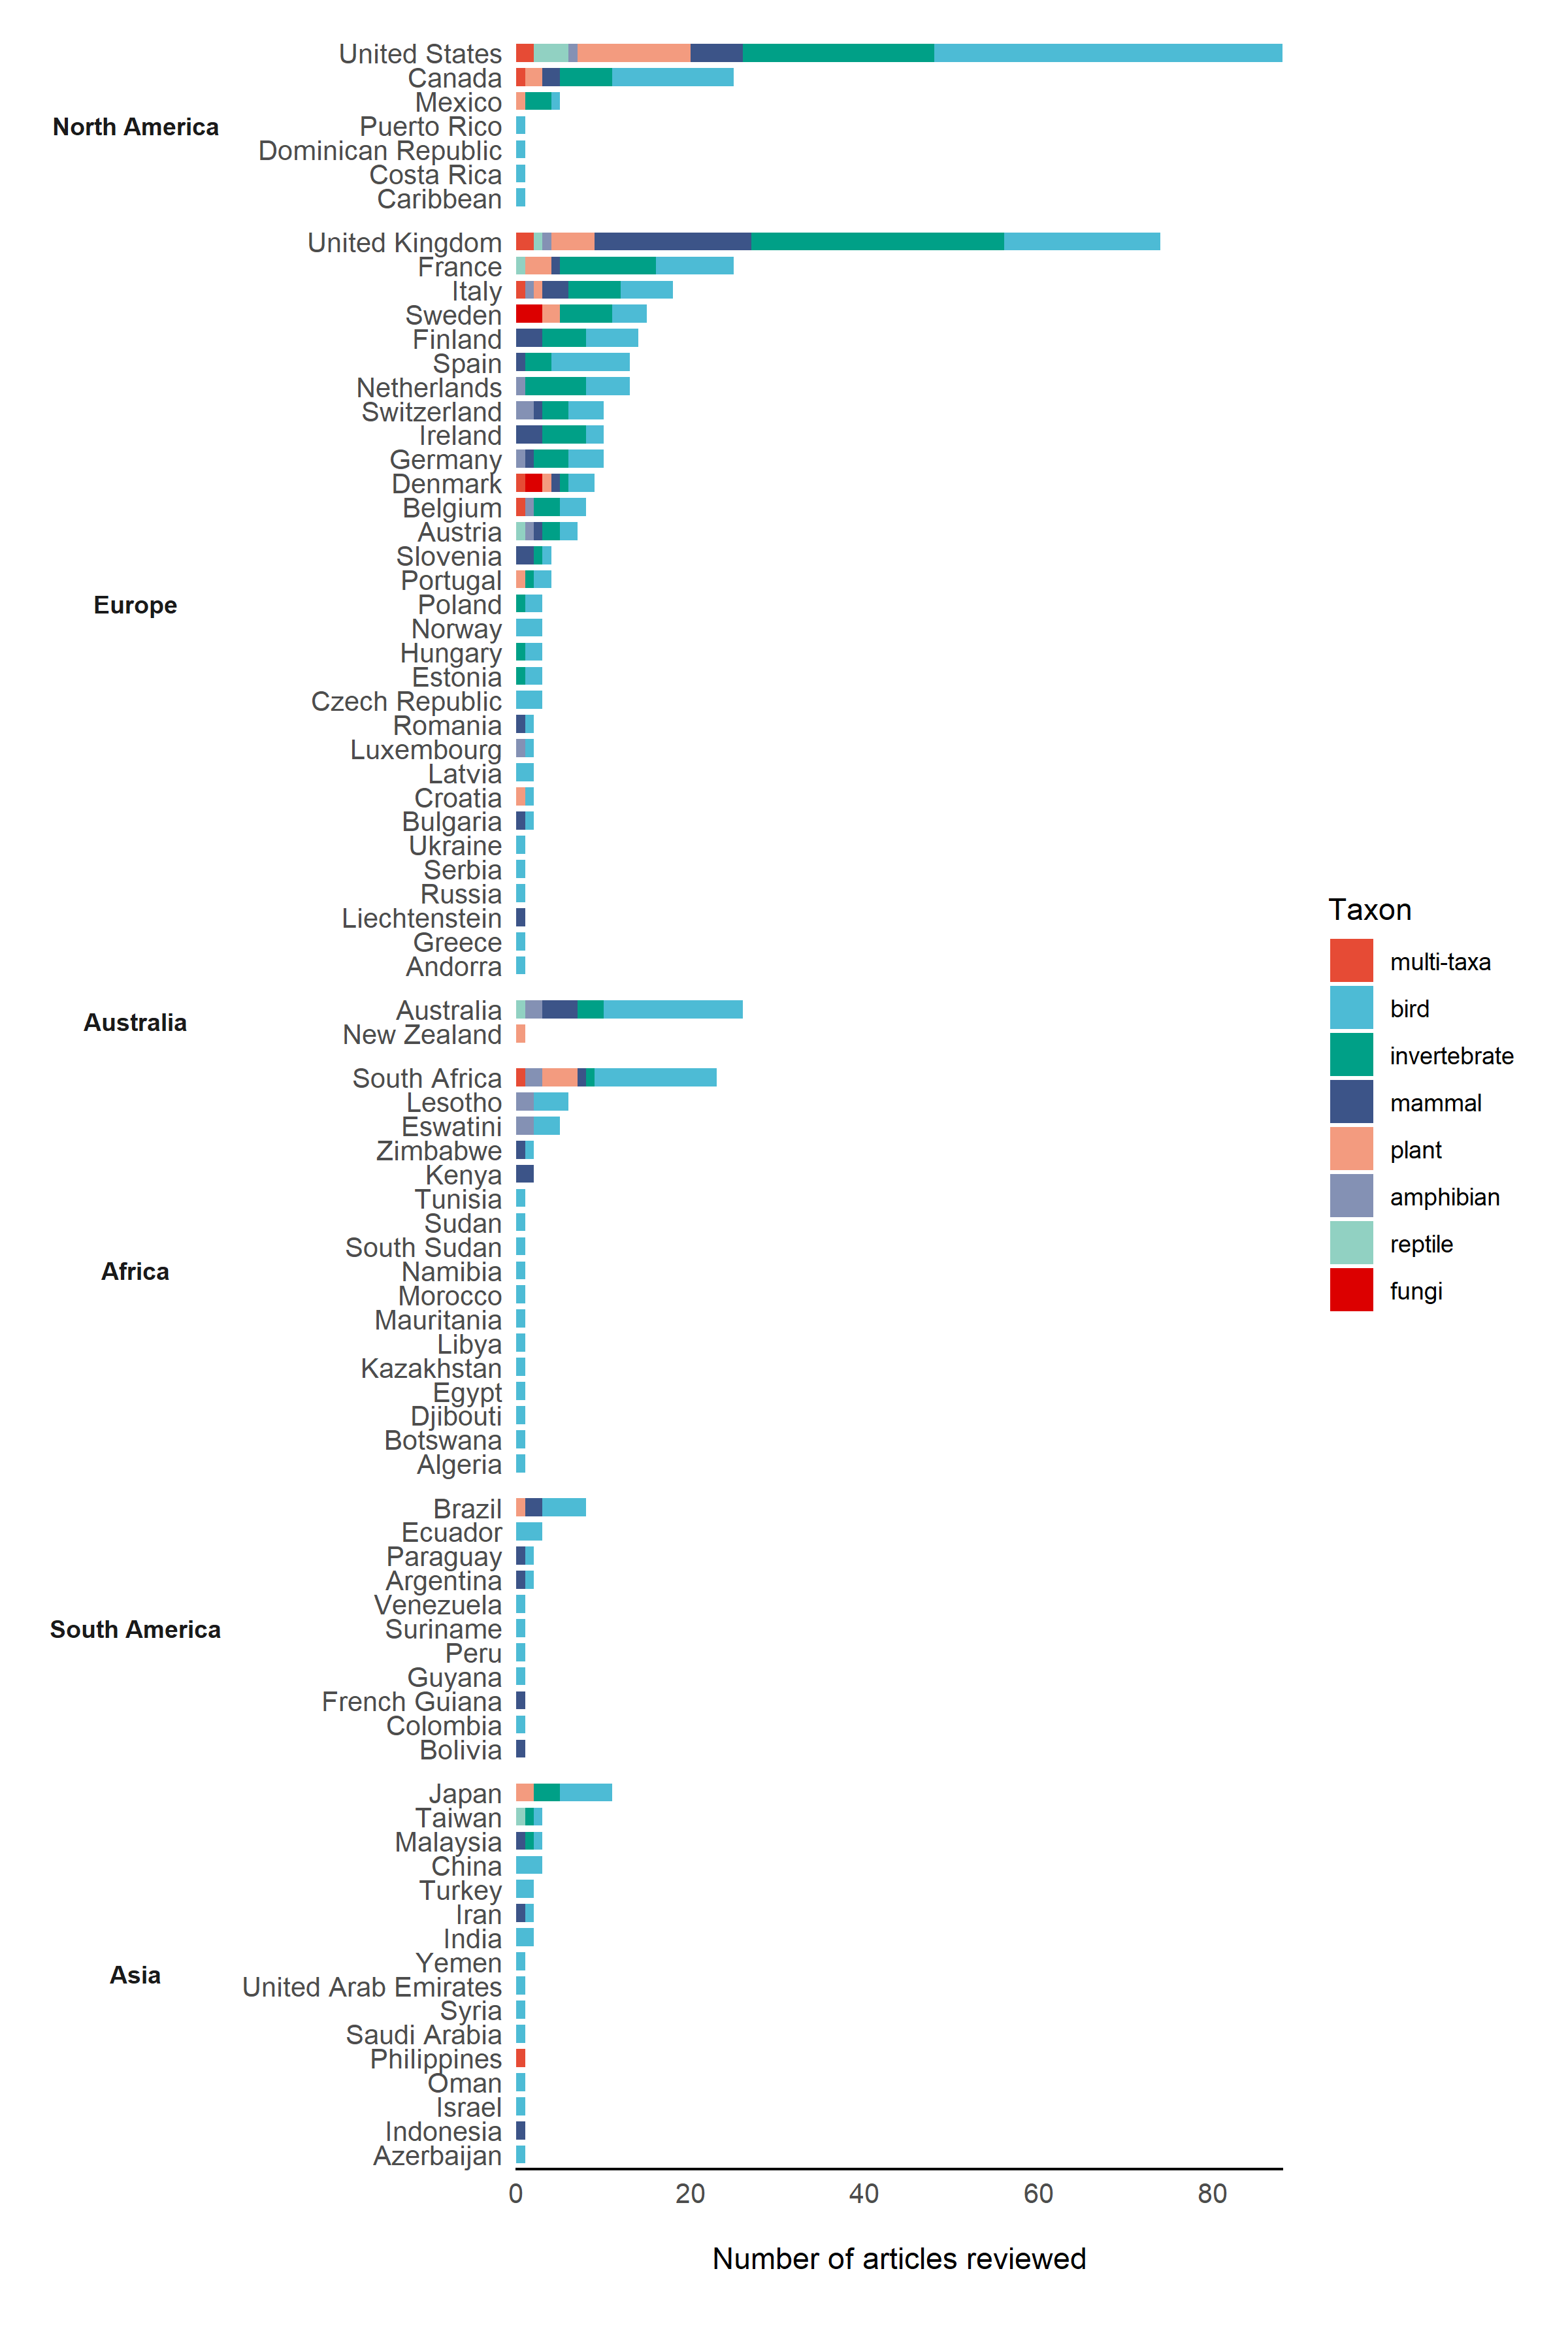 North America
United States
Canada
Mexico
Puerto Rico
Dominican Republic
Costa Rica
Caribbean
Europe
United Kingdom
France
Italy
Sweden
Finland
Spain
Netherlands
Switzerland
Ireland
Germany
Denmark
Belgium
Austria
Slovenia
Portugal
Poland
Norway
Hungary
Estonia
Czech Republic
Romania
Luxembourg
Latvia
Croatia
Bulgaria
Ukraine
Serbia
Russia
Liechtenstein
Greece
Andorra
Australia
Australia
New Zealand
Africa
South Africa
Lesotho
Eswatini
Zimbabwe
Kenya
Tunisia
Sudan
South Sudan
Namibia
Morocco
Mauritania
Libya
Kazakhstan
Egypt
Djibouti
Botswana
Algeria
South America
Brazil
Ecuador
Paraguay
Argentina
Venezuela
Suriname
Peru
Guyana
French Guiana
Colombia
Bolivia
Asia
Japan
Taiwan
Malaysia
China
Turkey
Iran
India
Yemen
United Arab Emirates
Syria
Saudi Arabia
Philippines
Oman
Israel
Indonesia
Azerbaijan
0 20 40 60 80
Number of articles reviewed
Taxon
multi-taxa
bird
invertebrate
mammal
plant
amphibian
reptile
fungi